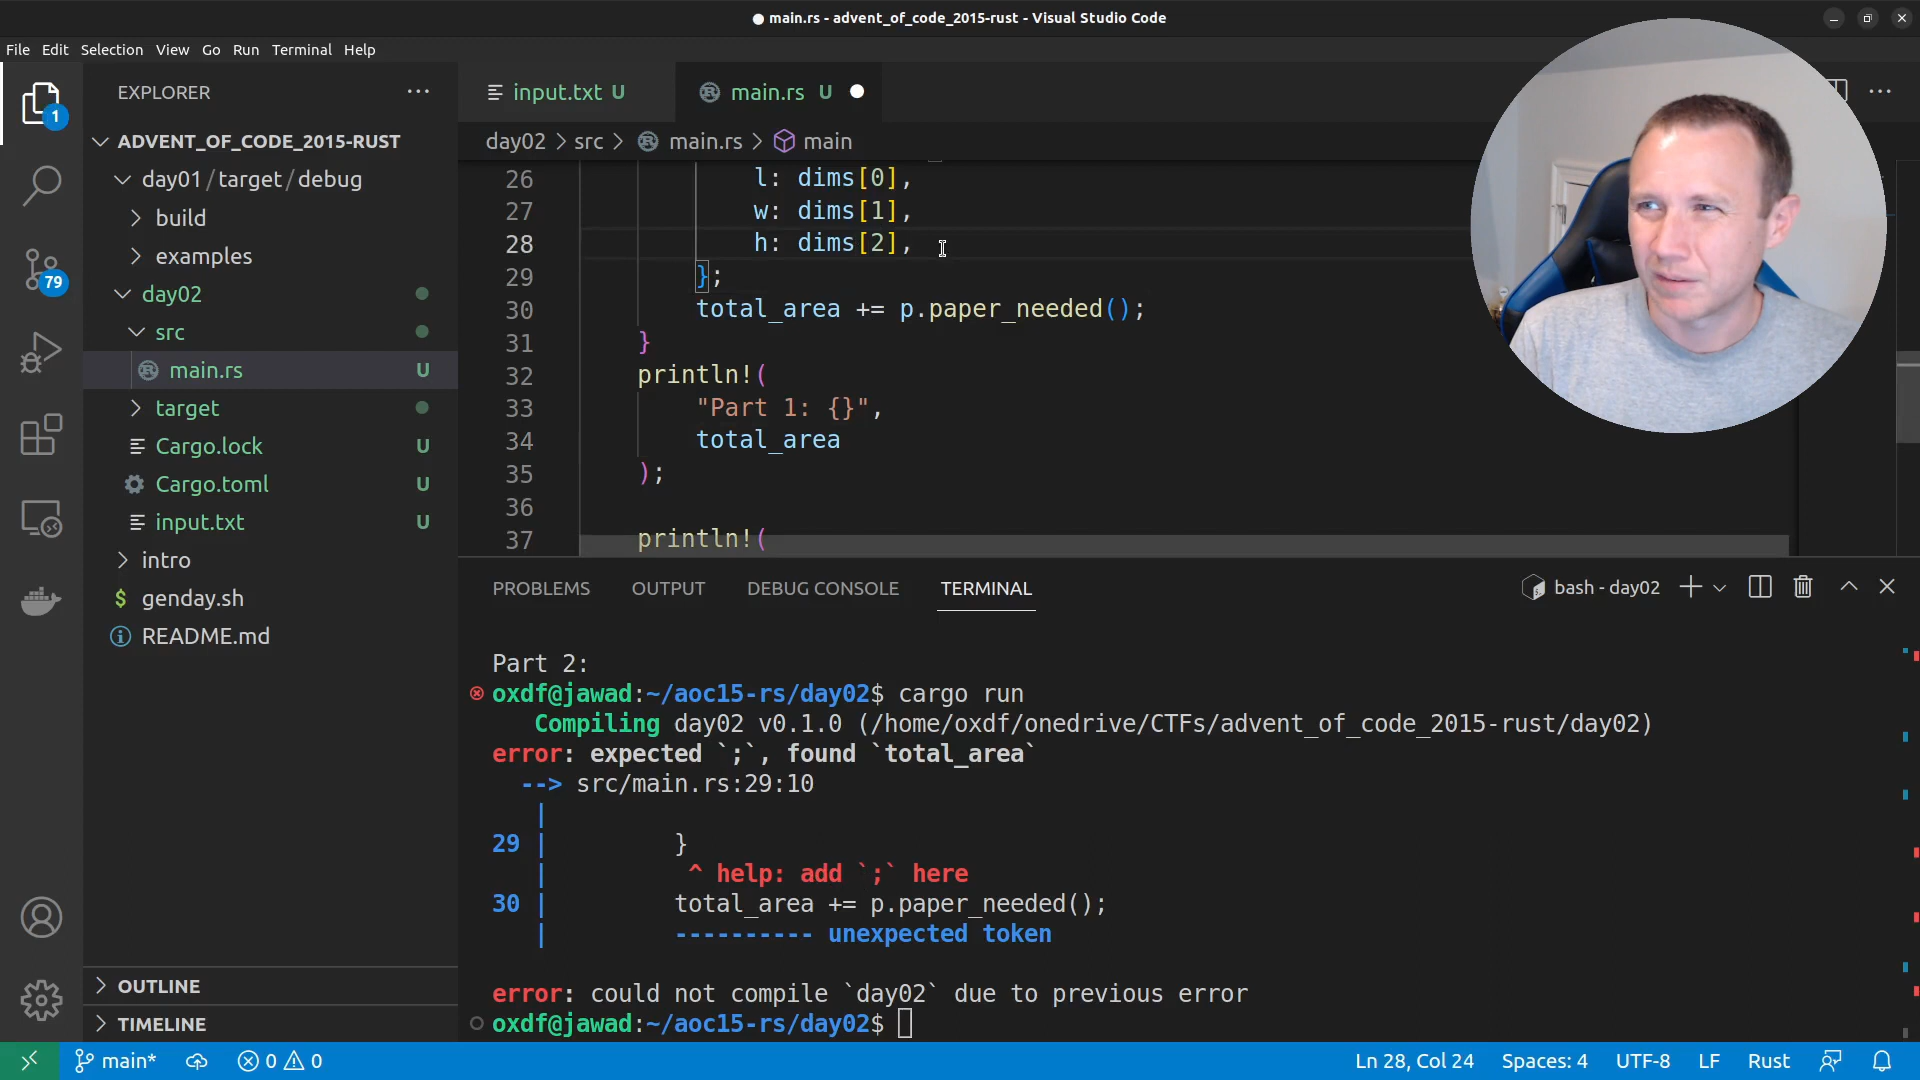 main.rs - advent_of_code_2015-rust - Visual Studio Code
File Edit Selection View Go Run Terminal Help
EXPLORER
input.txt U
main.rs U
1
ADVENT_OF_CODE_2015-RUST
day02 > src > main.rs > main
day01/target/debug
build
examples
day02
src
main.rs U
target
Cargo.lock U
Cargo.toml U
input.txt U
intro
$ genday.sh
README.md
79
26 l: dims[0],
27 w: dims[1],
28 h: dims[2],
29 };
30 total_area += p.paper_needed();
31 }
32 println!(
33 "Part 1: {}",
34 total_area
35 );
36
37 println!(
PROBLEMS OUTPUT DEBUG CONSOLE TERMINAL
bash - day02
Part 2:
oxdf@jawad:~/aoc15-rs/day02$ cargo run
Compiling day02 v0.1.0 (/home/oxdf/onedrive/CTFs/advent_of_code_2015-rust/day02)
error: expected `;`, found `total_area`
--> src/main.rs:29:10
|
29 | }
| ^ help: add `;` here
30 | total_area += p.paper_needed();
| ---------- unexpected token
error: could not compile `day02` due to previous error
oxdf@jawad:~/aoc15-rs/day02$
OUTLINE
TIMELINE
main* 0 0
Ln 28, Col 24 Spaces: 4 UTF-8 LF Rust